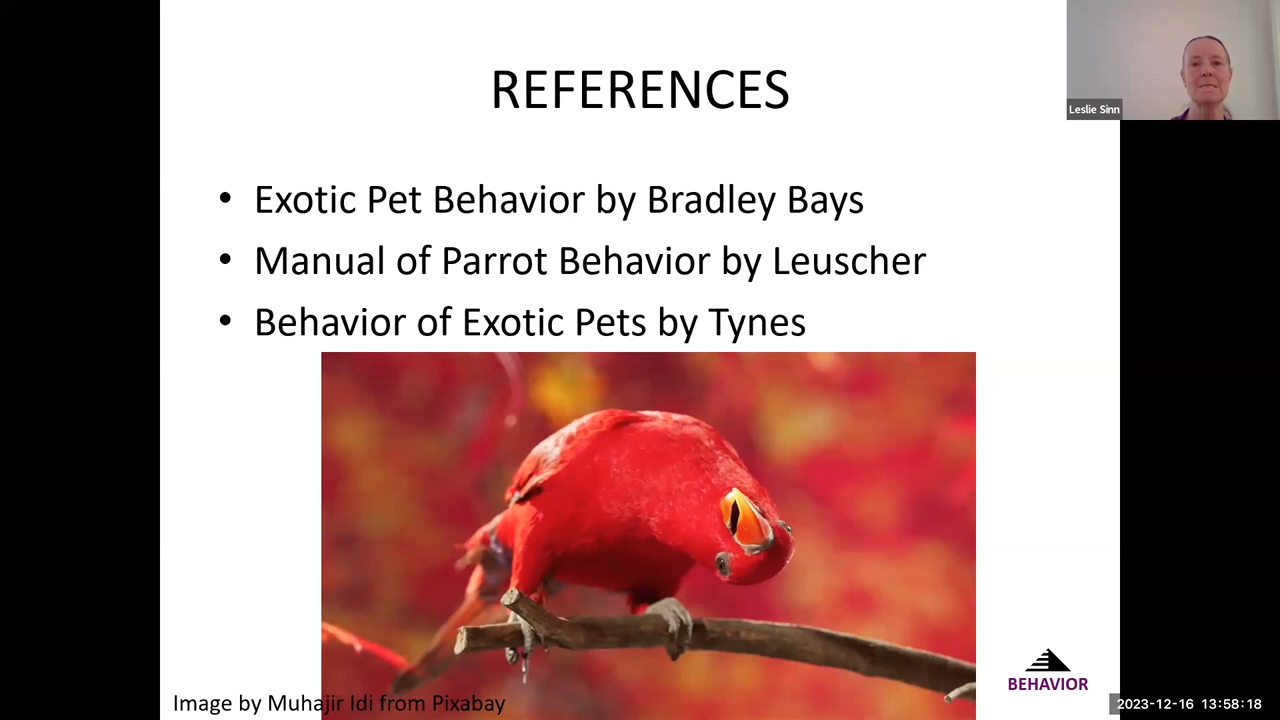 REFERENCES
Leslie Sinn
• Exotic Pet Behavior by Bradley Bays
• Manual of Parrot Behavior by Leuscher
• Behavior of Exotic Pets by Tynes
BEHAVIOR
Image by Muhajir Idi from Pixabay
2023-12-16 13:58:18